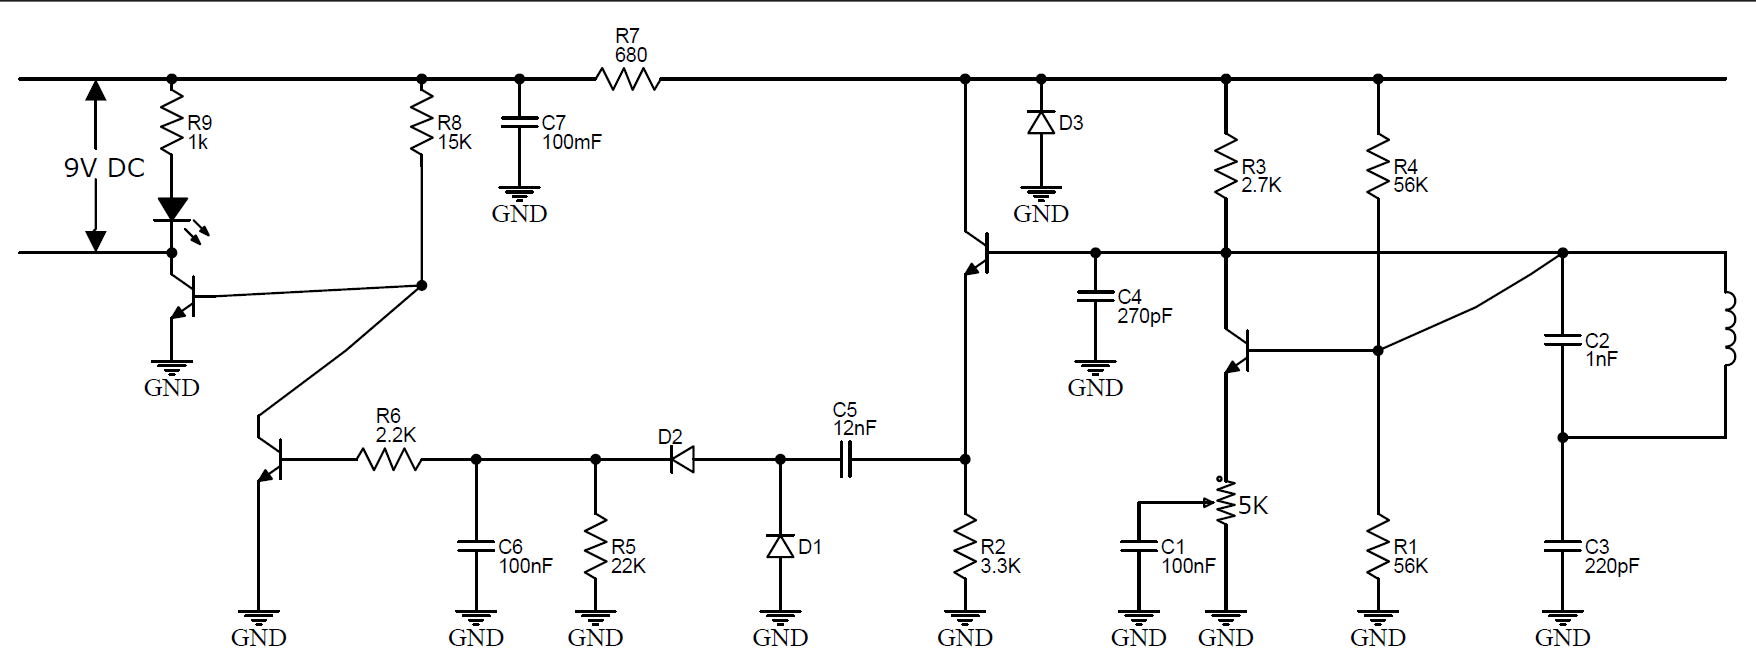 R7
680
R9
1k
R8
15K
C7
100mF
D3
R3
2.7K
R4
56K
9V DC
GND
GND
C4
270pF
C2
1nF
GND
GND
R6
2.2K
D2
C5
12nF
5K
C6
100nF
R5
22K
D1
R2
3.3K
C1
100nF
R1
56K
C3
220pF
GND
GND
GND
GND
GND
GND
GND
GND
GND